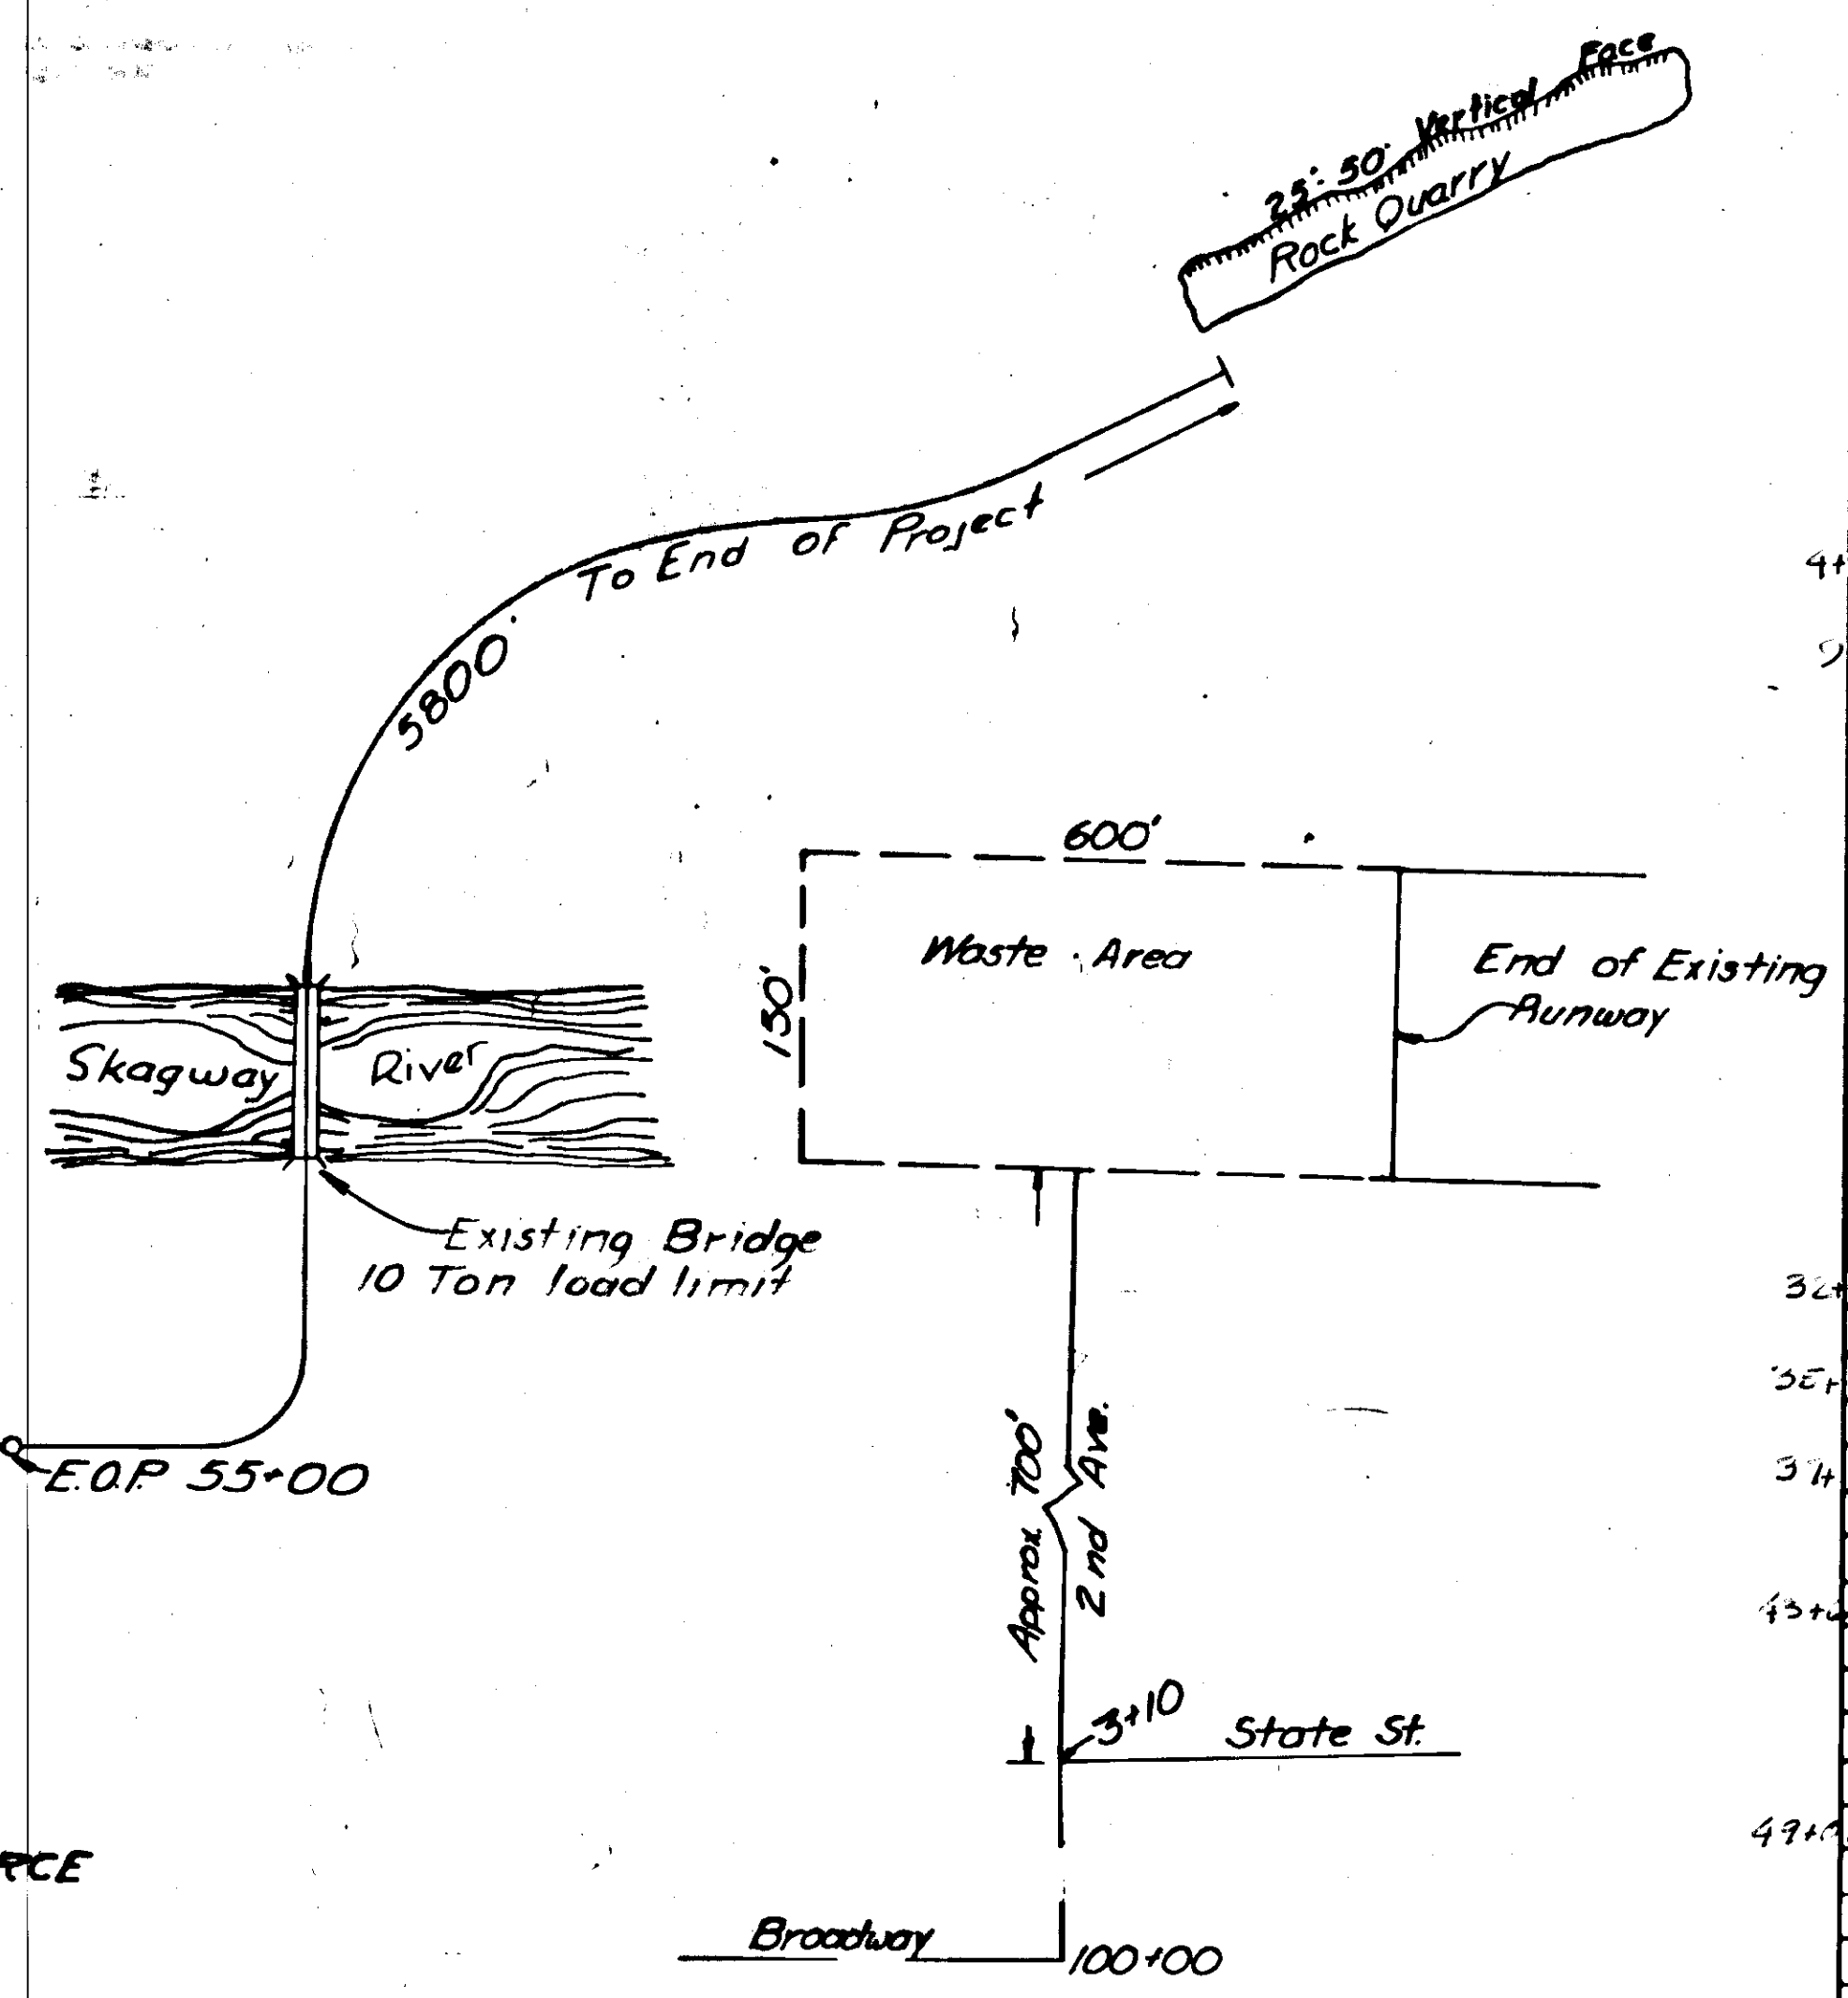 25'-50' Vertical Face
Rock Quarry
To End of Project
5800'
600'
Waste Area
150'
End of Existing
Runway
Skagway River
Existing Bridge
10 Ton load limit
E.O.P. 55+00
Approx. 700'
2nd Ave.
3+10
State St.
Broadway
100+00